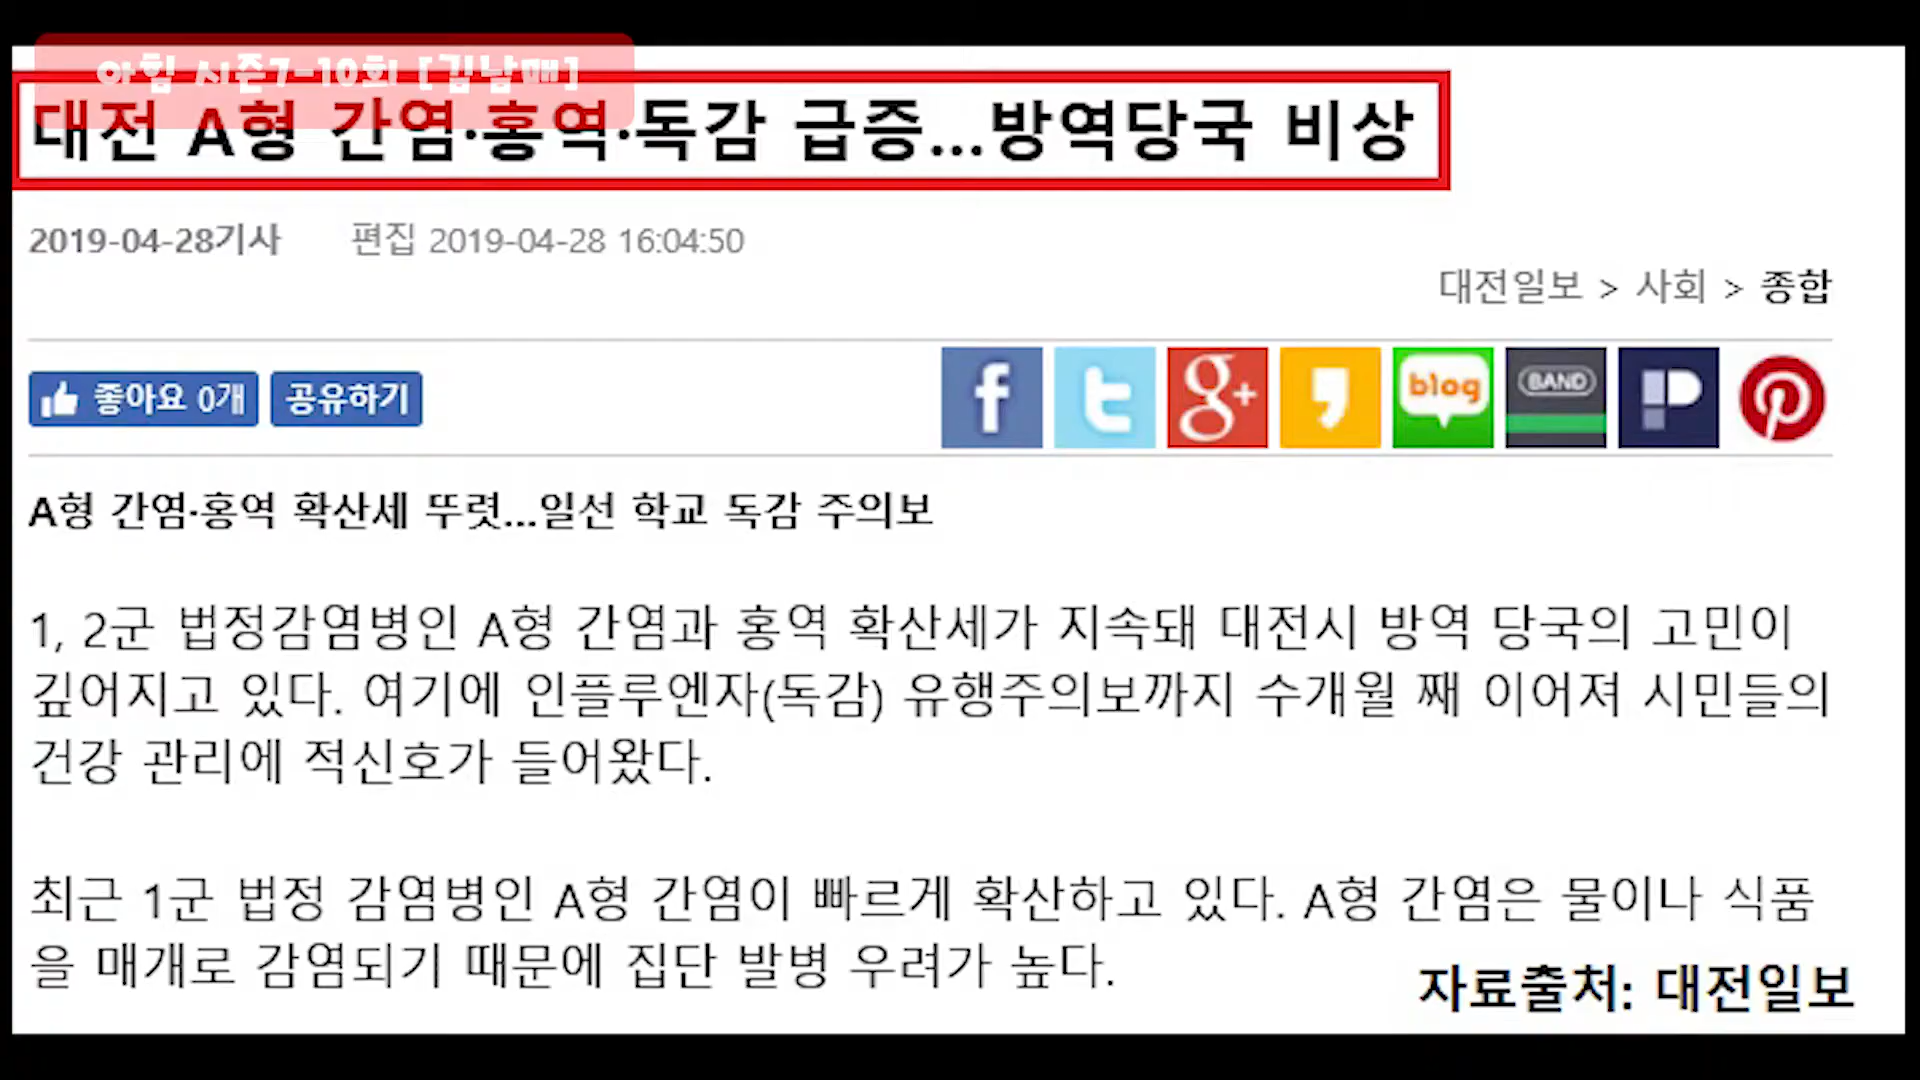 아힘 시즌7-10회 [김남매]
대전 A형 간염·홍역·독감 급증...방역당국 비상
2019-04-28기사 편집 2019-04-28 16:04:50
대전일보 > 사회 > 종합
좋아요 0개 공유하기
f t g+ blog BAND P
A형 간염·홍역 확산세 뚜렷...일선 학교 독감 주의보
1, 2군 법정감염병인 A형 간염과 홍역 확산세가 지속돼 대전시 방역 당국의 고민이
깊어지고 있다. 여기에 인플루엔자(독감) 유행주의보까지 수개월 째 이어져 시민들의
건강 관리에 적신호가 들어왔다.
최근 1군 법정 감염병인 A형 간염이 빠르게 확산하고 있다. A형 간염은 물이나 식품
을 매개로 감염되기 때문에 집단 발병 우려가 높다.
자료출처: 대전일보